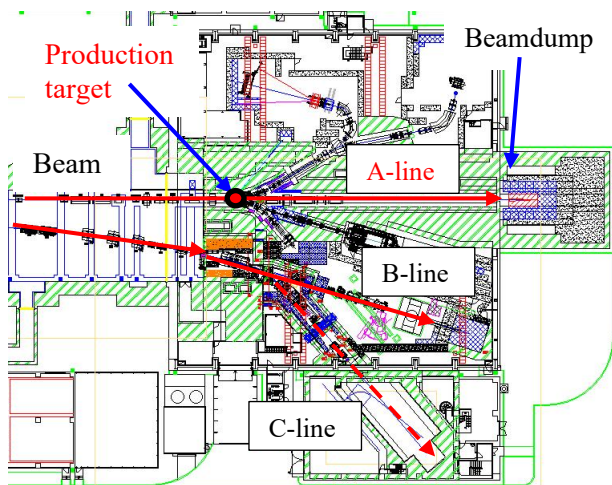 Production
target
Beamdump
Beam
A-line
B-line
C-line